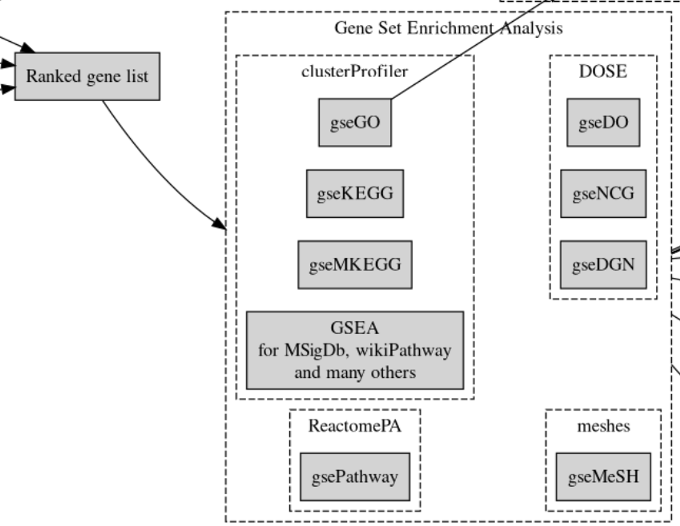 Gene Set Enrichment Analysis
Ranked gene list
clusterProfiler
gseGO
gseKEGG
gseMKEGG
GSEA
for MSigDb, wikiPathway
and many others
DOSE
gseDO
gseNCG
gseDGN
ReactomePA
gsePathway
meshes
gseMeSH